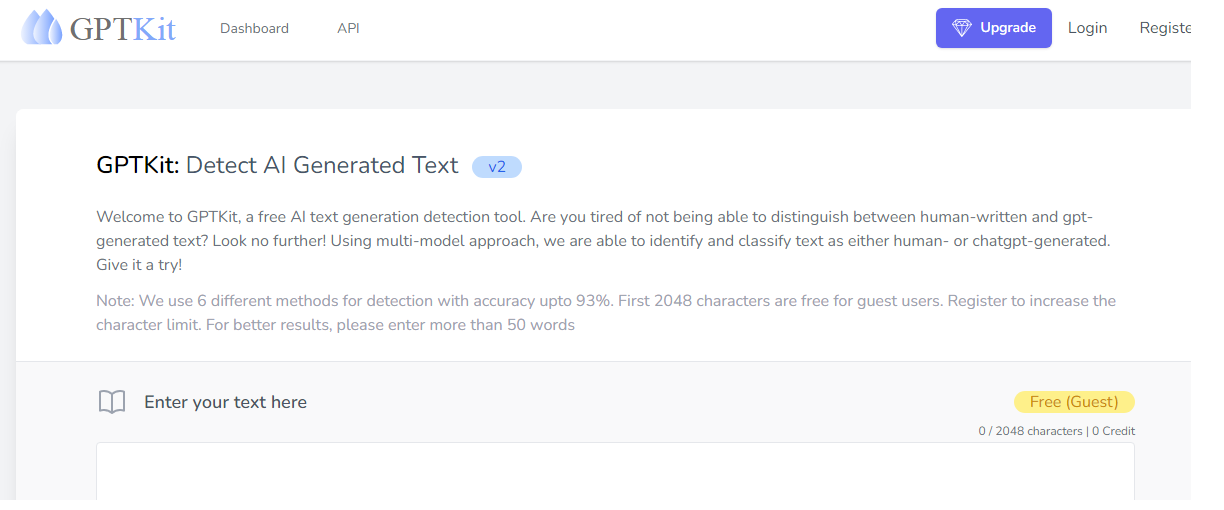 GPTKit Dashboard API Upgrade Login Registe
GPTKit: Detect AI Generated Text v2
Welcome to GPTKit, a free AI text generation detection tool. Are you tired of not being able to distinguish between human-written and gpt-
generated text? Look no further! Using multi-model approach, we are able to identify and classify text as either human- or chatgpt-generated.
Give it a try!
Note: We use 6 different methods for detection with accuracy upto 93%. First 2048 characters are free for guest users. Register to increase the
character limit. For better results, please enter more than 50 words
Enter your text here Free (Guest)
0 / 2048 characters | 0 Credit